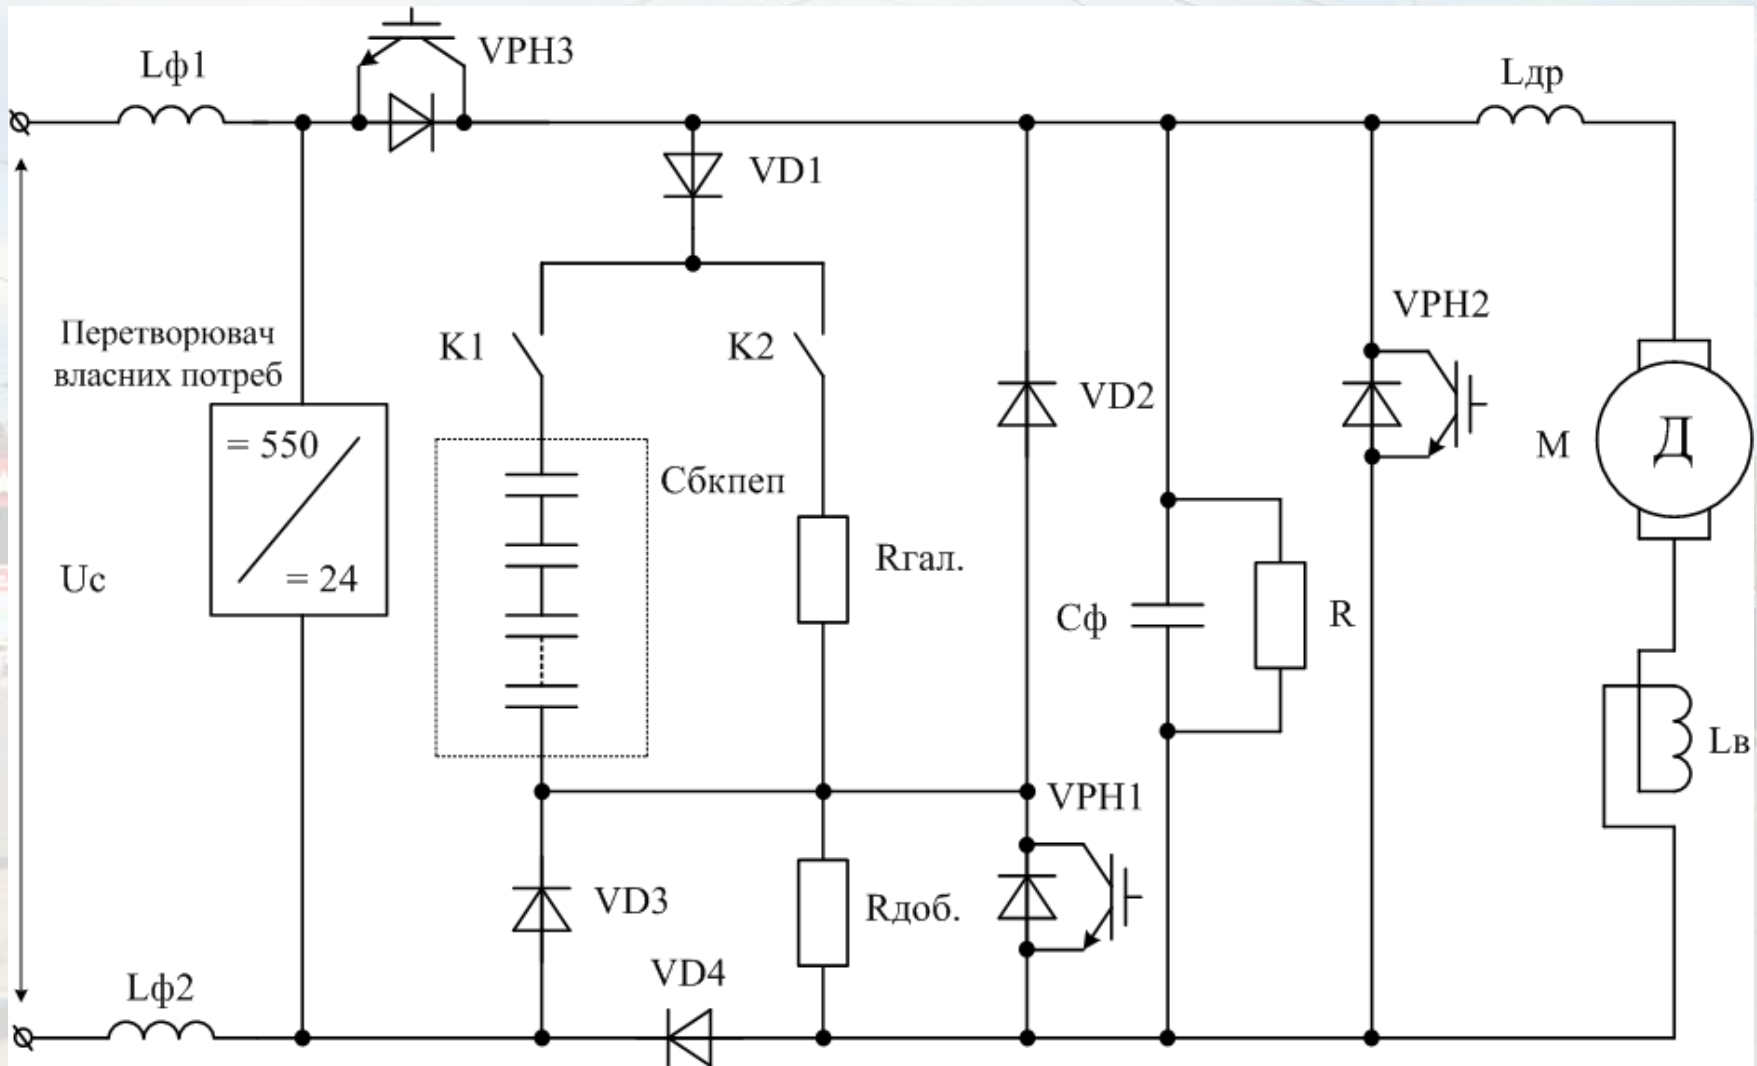 VPH3
Lф1
Lдр
VD1
VPH2
Перетворювач
власних потреб
K1
K2
VD2
= 550
М
Д
Сбкпеп
Rгал.
Uc
= 24
Cф
R
Lв
VPH1
VD3
Rдоб.
VD4
Lф2